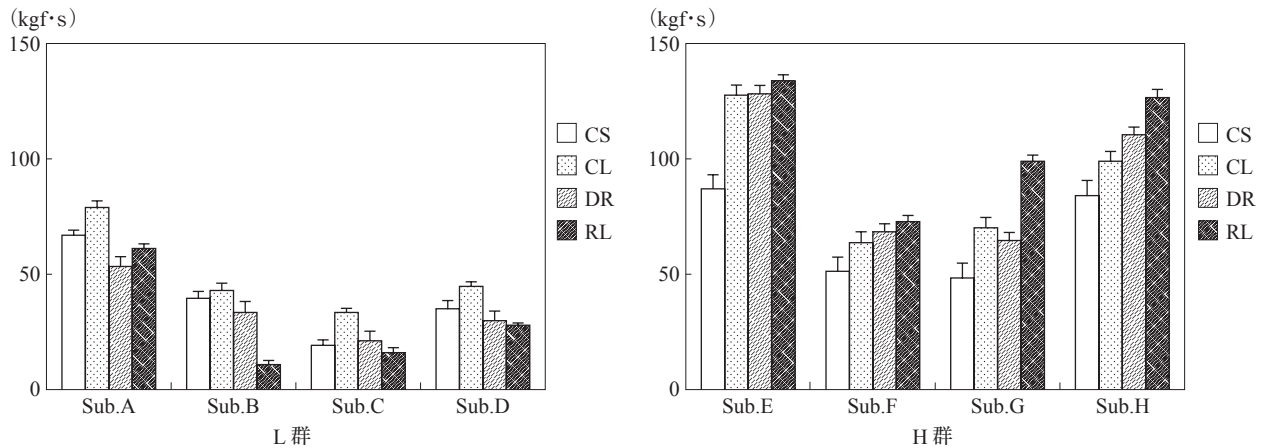 (kgf・s)
150
100
50
0
Sub.A Sub.B Sub.C Sub.D
L 群
CS
CL
DR
RL
(kgf・s)
150
100
50
0
Sub.E Sub.F Sub.G Sub.H
H 群
CS
CL
DR
RL